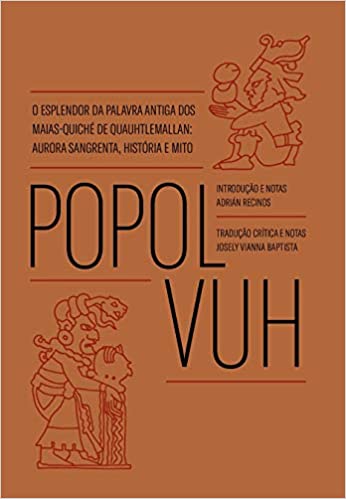 O ESPLENDOR DA PALAVRA ANTIGA DOS
MAIAS-QUICHÉ DE QUAUHTLEMALLAN:
AURORA SANGRENTA, HISTÓRIA E MITO
POPOL
VUH
INTRODUÇÃO E NOTAS
ADRIÁN RECINOS
TRADUÇÃO CRÍTICA E NOTAS
JOSELY VIANNA BAPTISTA